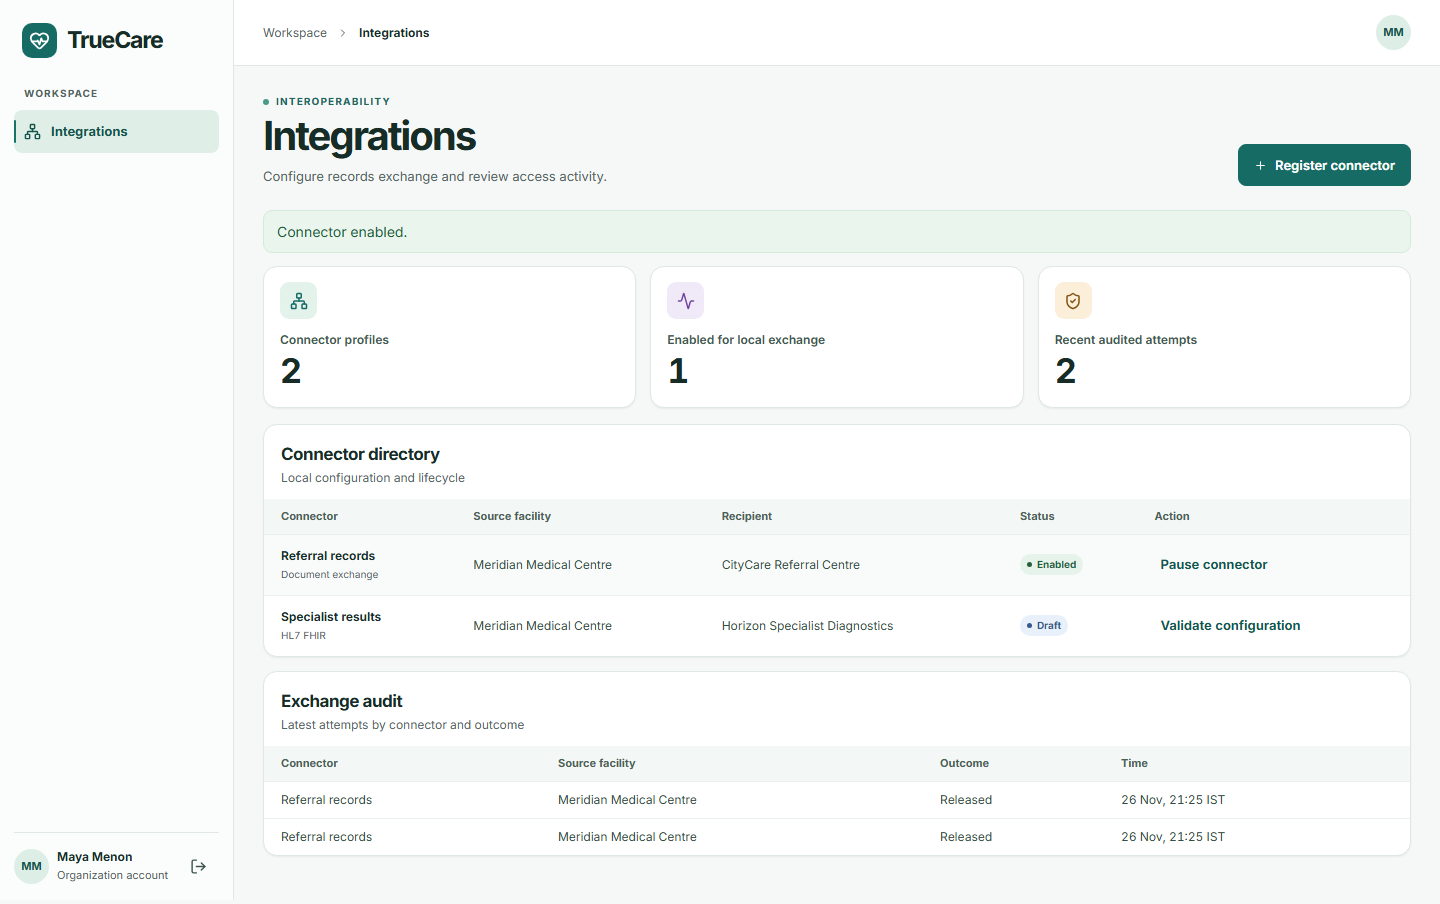 TrueCare
WORKSPACE
Integrations
Workspace > Integrations
MM
INTEROPERABILITY
Integrations
Configure records exchange and review access activity.
+ Register connector
Connector enabled.
Connector profiles
2
Enabled for local exchange
1
Recent audited attempts
2
Connector directory
Local configuration and lifecycle
Connector Source facility Recipient Status Action
Referral records
Document exchange
Meridian Medical Centre CityCare Referral Centre Enabled Pause connector
Specialist results
HL7 FHIR
Meridian Medical Centre Horizon Specialist Diagnostics Draft Validate configuration
Exchange audit
Latest attempts by connector and outcome
Connector Source facility Outcome Time
Referral records Meridian Medical Centre Released 26 Nov, 21:25 IST
Referral records Meridian Medical Centre Released 26 Nov, 21:25 IST
MM
Maya Menon
Organization account